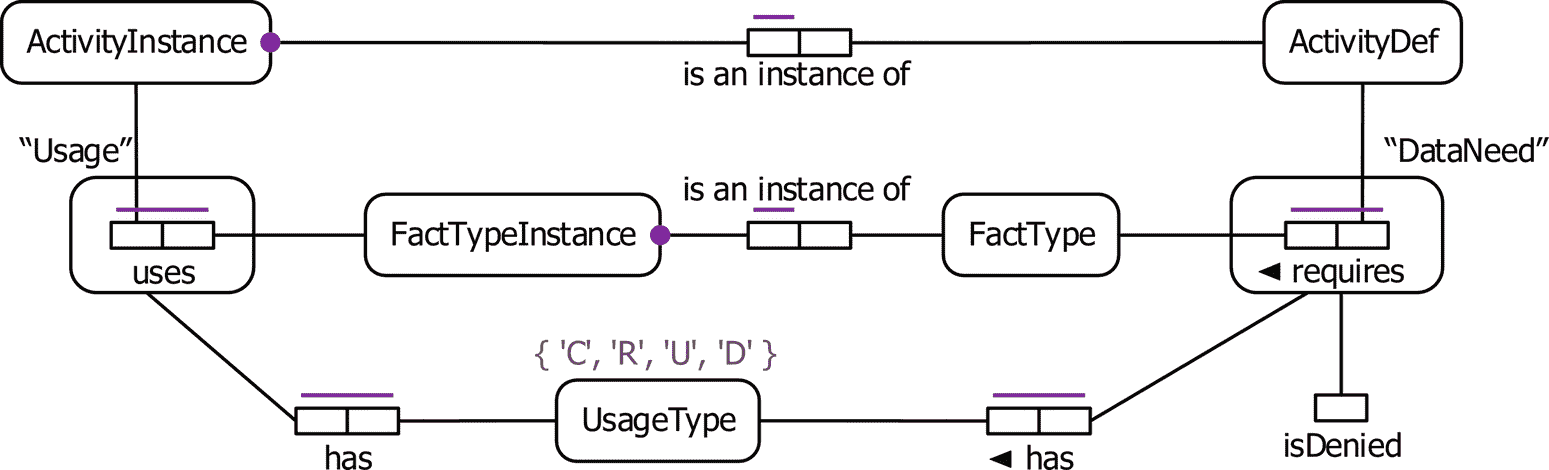 ActivityInstance
ActivityDef
is an instance of
“Usage”
“DataNeed”
is an instance of
FactTypeInstance
FactType
uses
◄ requires
{ 'C', 'R', 'U', 'D' }
UsageType
has
◄ has
isDenied